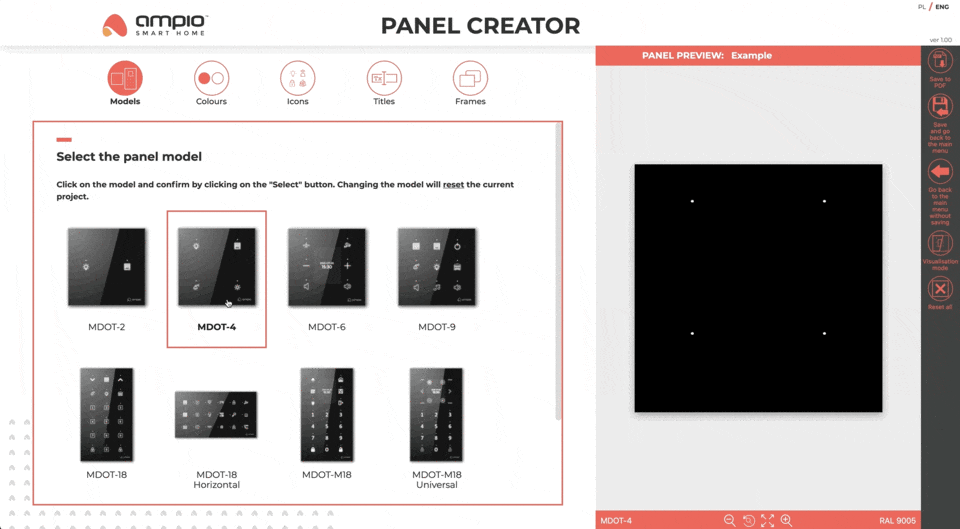 PL / ENG
ampio
SMART HOME
PANEL CREATOR
ver 1.00
PANEL PREVIEW: Example
Models
Colours
Icons
Titles
Frames
Save to
PDF
Save
and go
back to
the main
menu
Go back
to the
main
menu
without
saving
Visualisation
mode
Reset all
Select the panel model
Click on the model and confirm by clicking on the "Select" button. Changing the model will reset the current
project.
MDOT-2
MDOT-4
MDOT-6
MDOT-9
MDOT-18
MDOT-18
Horizontal
MDOT-M18
MDOT-M18
Universal
MDOT-4
RAL 9005